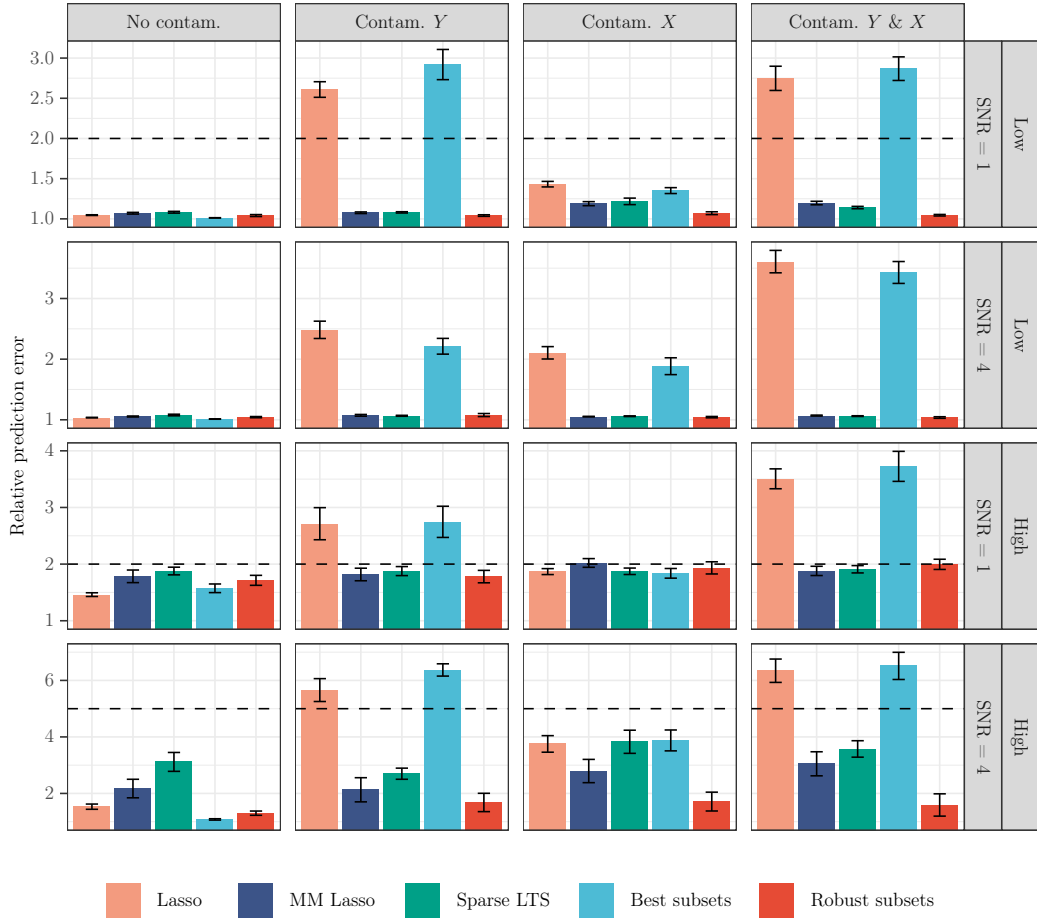 No contam.
Contam. Y
Contam. X
Contam. Y & X
Relative prediction error
3.0
2.5
2.0
1.5
1.0
SNR = 1
Low
3
2
1
SNR = 4
Low
4
3
2
1
SNR = 1
High
6
4
2
SNR = 4
High
Lasso
MM Lasso
Sparse LTS
Best subsets
Robust subsets